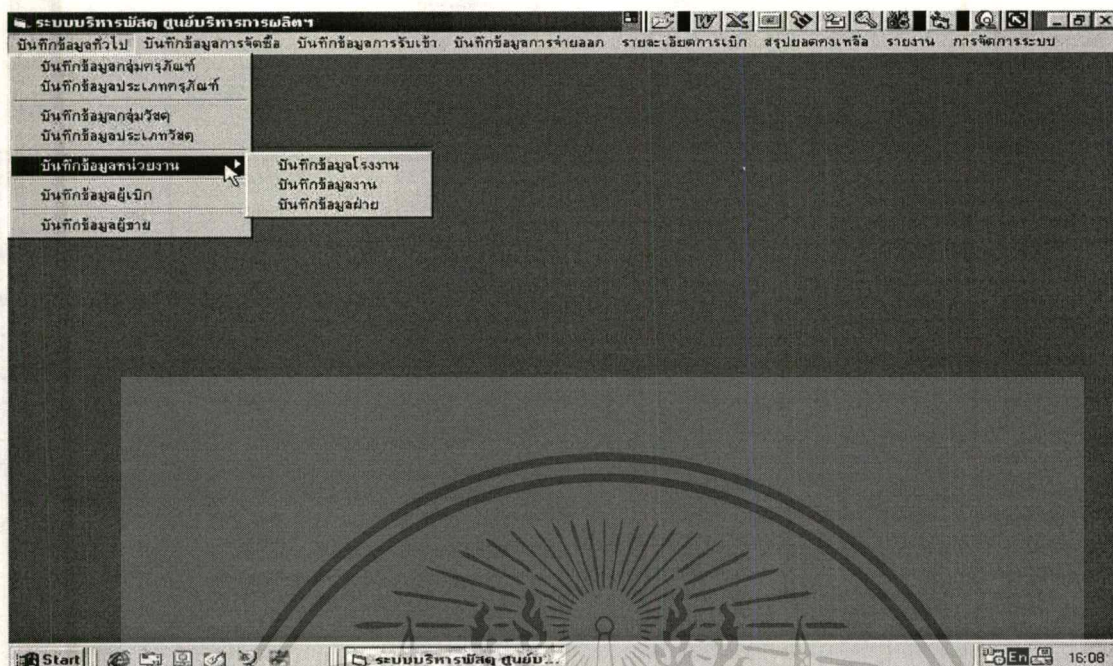 ระบบบริหารพัสดุ ศูนย์บริหารการผลิตฯ
บันทึกข้อมูลทั่วไป บันทึกข้อมูลการจัดซื้อ บันทึกข้อมูลการรับเข้า บันทึกข้อมูลการจ่ายออก รายละเอียดการเบิก สรุปยอดคงเหลือ รายงาน การจัดการระบบ
บันทึกข้อมูลกลุ่มครุภัณฑ์
บันทึกข้อมูลประเภทครุภัณฑ์
บันทึกข้อมูลกลุ่มวัสดุ
บันทึกข้อมูลประเภทวัสดุ
บันทึกข้อมูลหน่วยงาน
บันทึกข้อมูลโรงงาน
บันทึกข้อมูลงาน
บันทึกข้อมูลฝ่าย
บันทึกข้อมูลผู้เบิก
บันทึกข้อมูลผู้ขาย
Start ระบบบริหารพัสดุ ศูนย์บ... En 16:08